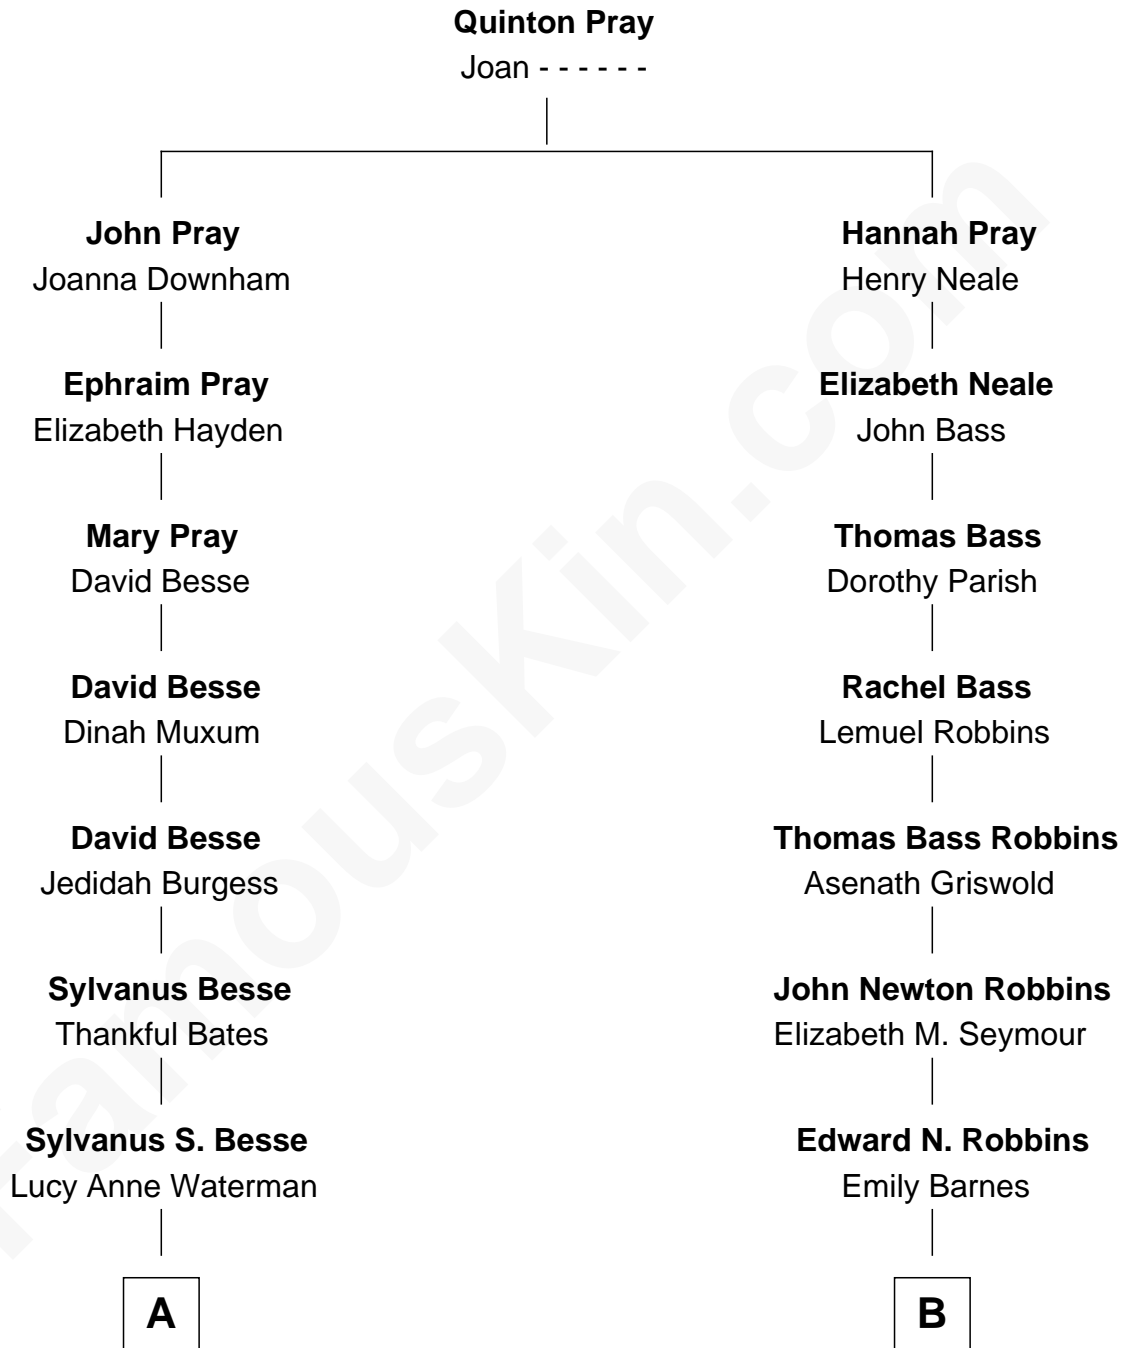 Quinton Pray
Joan - - - - - -
John Pray
Joanna Downham
Hannah Pray
Henry Neale
Ephraim Pray
Elizabeth Hayden
Elizabeth Neale
John Bass
Mary Pray
David Besse
Thomas Bass
Dorothy Parish
David Besse
Dinah Muxum
Rachel Bass
Lemuel Robbins
David Besse
Jedidah Burgess
Thomas Bass Robbins
Asenath Griswold
Sylvanus Besse
Thankful Bates
John Newton Robbins
Elizabeth M. Seymour
Sylvanus S. Besse
Lucy Anne Waterman
Edward N. Robbins
Emily Barnes
A
B
FamousKin.com